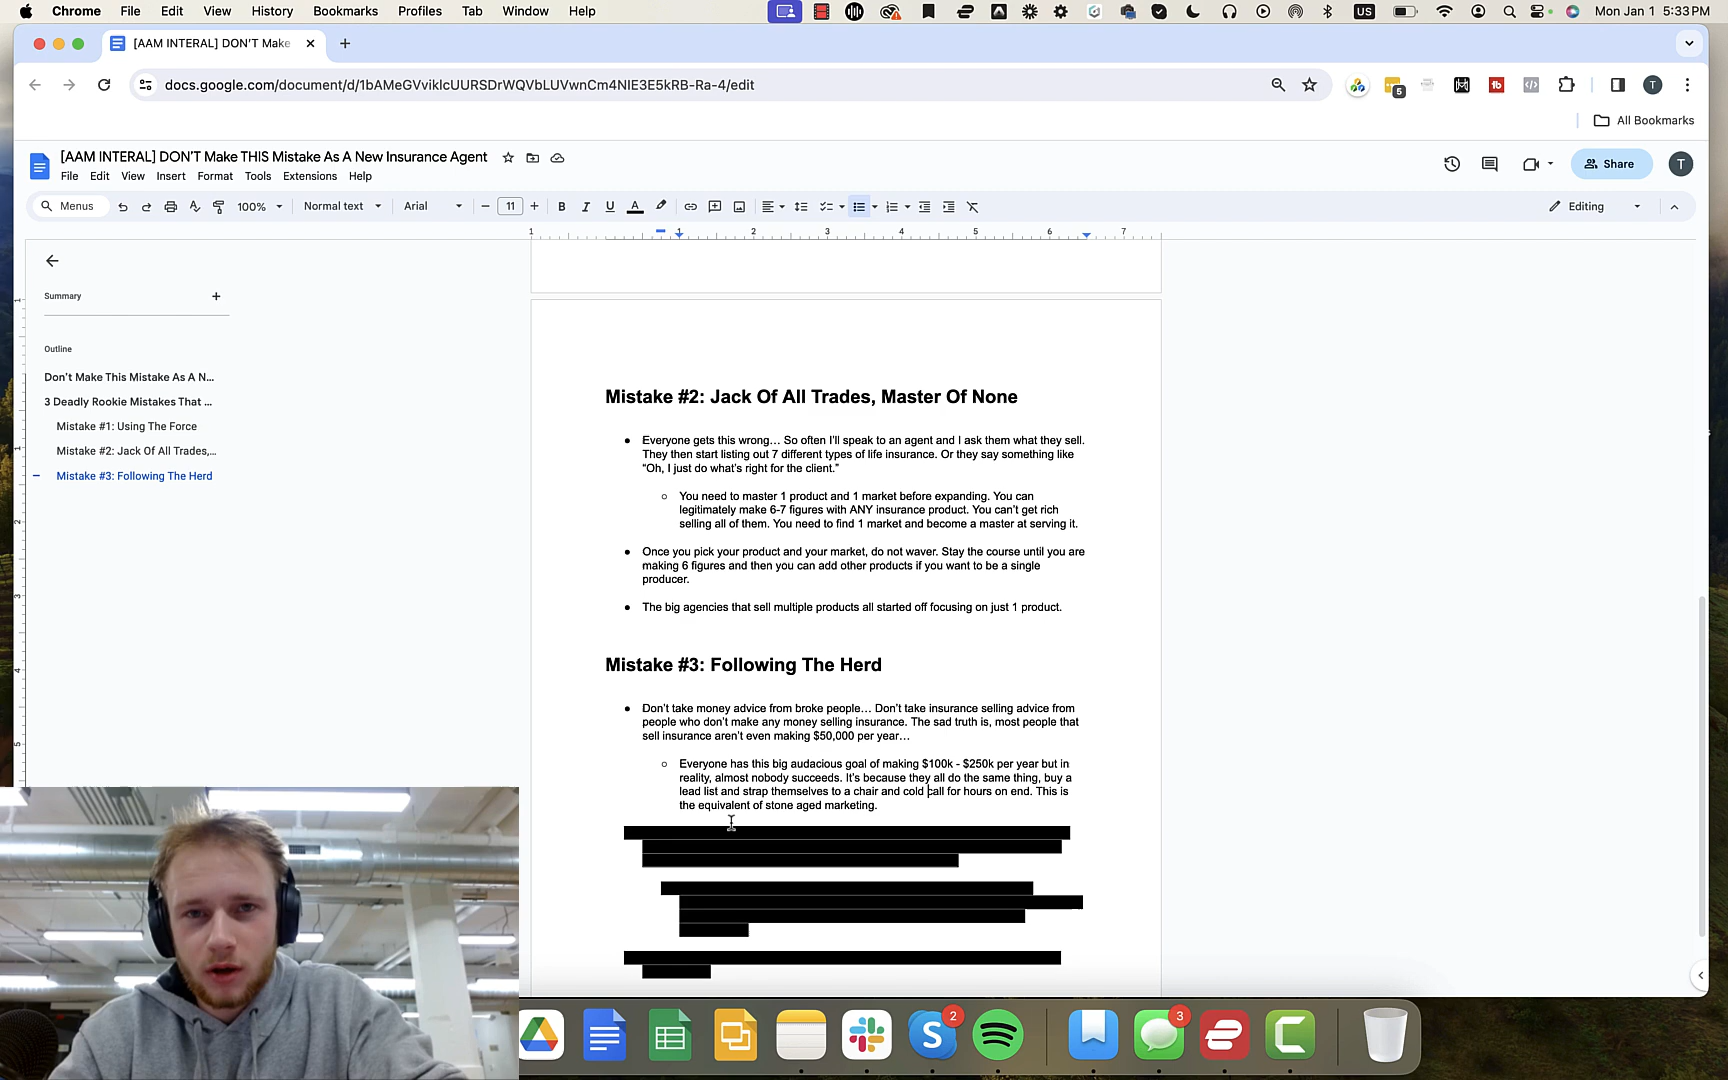 Chrome File Edit View History Bookmarks Profiles Tab Window Help
US
Mon Jan 1 5:33 PM
[AAM INTERAL] DON'T Make
docs.google.com/document/d/1bAMeGVviklcUURSDrWQVbLUVwnCm4NIE3E5kRB-Ra-4/edit
5
T
All Bookmarks
[AAM INTERAL] DON'T Make THIS Mistake As A New Insurance Agent
File Edit View Insert Format Tools Extensions Help
Share
T
Menus
100%
Normal text
Arial
11
Editing
1 1 2 3 4 5 6 7
Summary
Outline
Don't Make This Mistake As A N...
3 Deadly Rookie Mistakes That ...
Mistake #1: Using The Force
Mistake #2: Jack Of All Trades,...
Mistake #3: Following The Herd
Mistake #2: Jack Of All Trades, Master Of None
Everyone gets this wrong… So often I'll speak to an agent and I ask them what they sell.
They then start listing out 7 different types of life insurance. Or they say something like
"Oh, I just do what's right for the client."
You need to master 1 product and 1 market before expanding. You can
legitimately make 6-7 figures with ANY insurance product. You can't get rich
selling all of them. You need to find 1 market and become a master at serving it.
Once you pick your product and your market, do not waver. Stay the course until you are
making 6 figures and then you can add other products if you want to be a single
producer.
The big agencies that sell multiple products all started off focusing on just 1 product.
Mistake #3: Following The Herd
Don't take money advice from broke people… Don't take insurance selling advice from
people who don't make any money selling insurance. The sad truth is, most people that
sell insurance aren't even making $50,000 per year…
Everyone has this big audacious goal of making $100k - $250k per year but in
reality, almost nobody succeeds. It's because they all do the same thing, buy a
lead list and strap themselves to a chair and cold call for hours on end. This is
the equivalent of stone aged marketing.
2
3